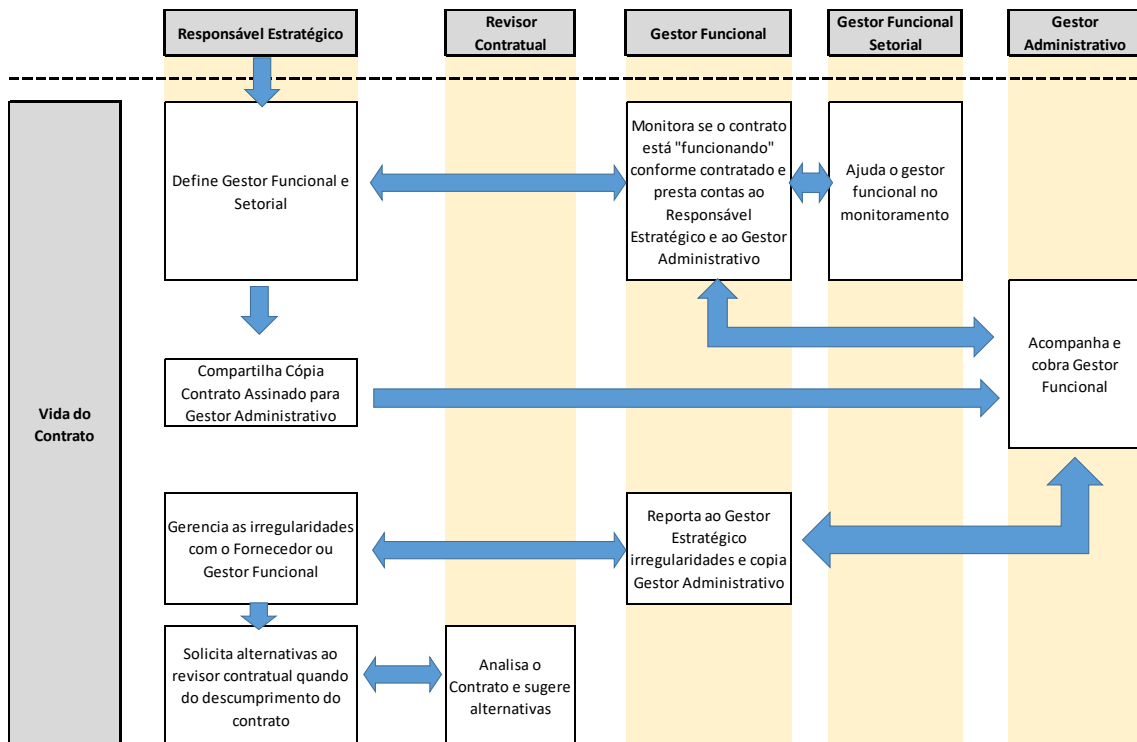 Responsável Estratégico
Revisor
Contratual
Gestor Funcional
Gestor Funcional
Setorial
Gestor
Administrativo
Vida do
Contrato
Define Gestor Funcional e
Setorial
Monitora se o contrato
está "funcionando"
conforme contratado e
presta contas ao
Responsável
Estratégico e ao Gestor
Administrativo
Ajuda o gestor
funcional no
monitoramento
Compartilha Cópia
Contrato Assinado para
Gestor Administrativo
Acompanha e
cobra Gestor
Funcional
Gerencia as irregularidades
com o Fornecedor ou
Gestor Funcional
Reporta ao Gestor
Estratégico
irregularidades e copia
Gestor Administrativo
Solicita alternativas ao
revisor contratual quando
do descumprimento do
contrato
Analisa o
Contrato e sugere
alternativas